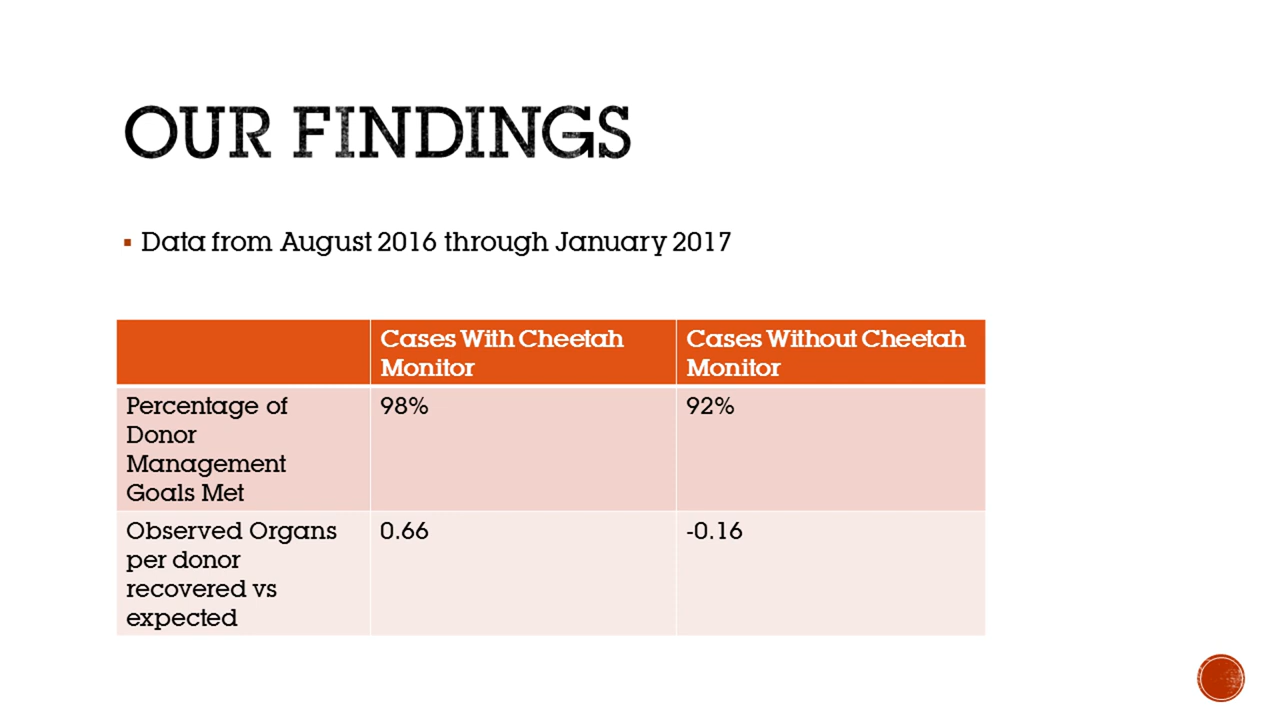 OUR FINDINGS
▪ Data from August 2016 through January 2017
Cases With Cheetah
Monitor
Cases Without Cheetah
Monitor
Percentage of
Donor
Management
Goals Met
98%
92%
Observed Organs
per donor
recovered vs
expected
0.66
-0.16